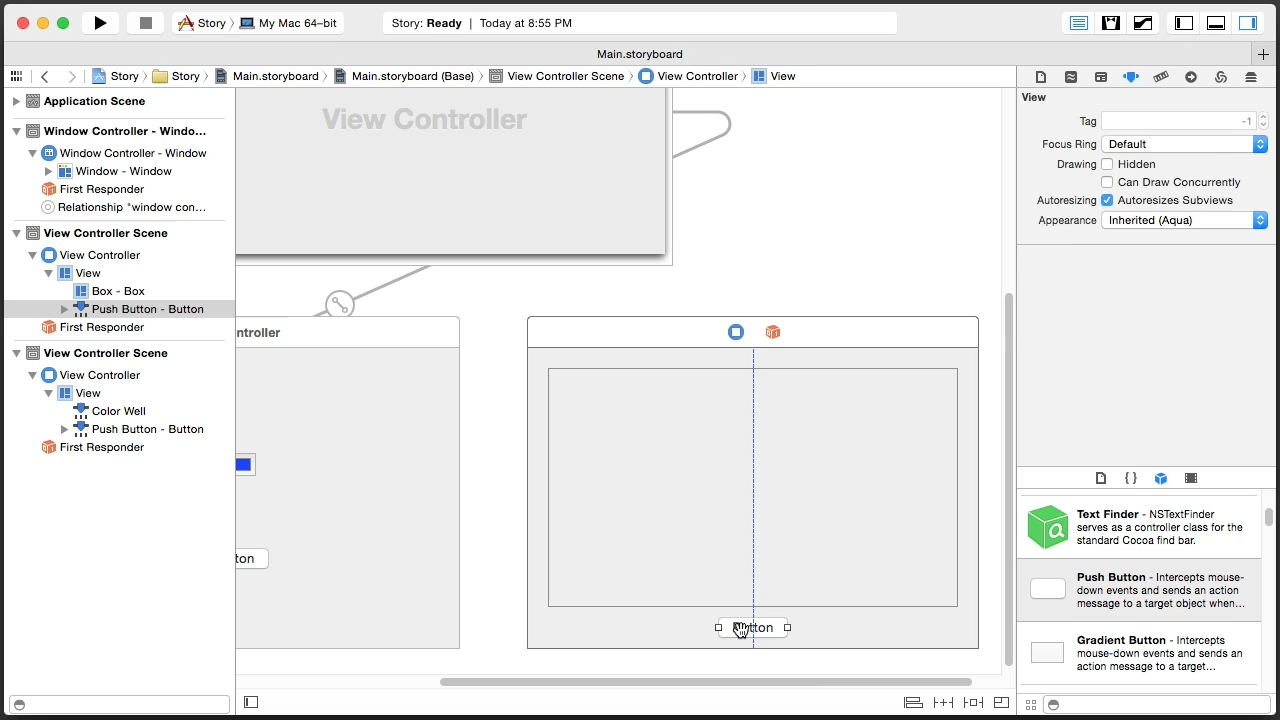 Story 〉 My Mac 64-bit
Story: Ready | Today at 8:55 PM
Main.storyboard
Story 〉 Story 〉 Main.storyboard 〉 Main.storyboard (Base) 〉 View Controller Scene 〉 View Controller 〉 View
Application Scene
Window Controller - Windo...
Window Controller - Window
Window - Window
First Responder
Relationship "window con...
View Controller Scene
View Controller
View
Box - Box
Push Button - Button
First Responder
View Controller Scene
View Controller
View
Color Well
Push Button - Button
First Responder
View Controller
ntroller
ton
View
Tag -1
Focus Ring Default
Drawing Hidden
Can Draw Concurrently
Autoresizing Autoresizes Subviews
Appearance Inherited (Aqua)
{ }
Text Finder - NSTextFinder
serves as a controller class for the
standard Cocoa find bar.
Push Button - Intercepts mouse-
down events and sends an action
message to a target object when...
Gradient Button - Intercepts
mouse-down events and sends an
action message to a target...